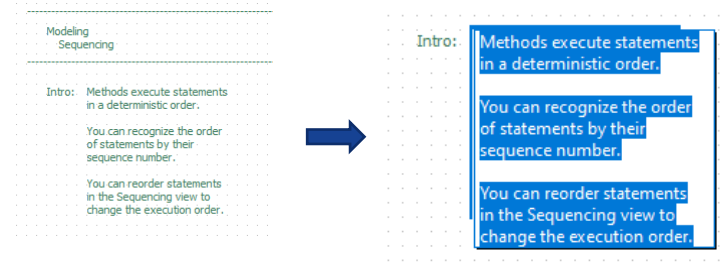 Modeling
Sequencing
Intro: Methods execute statements
in a deterministic order.
You can recognize the order
of statements by their
sequence number.
You can reorder statements
in the Sequencing view to
change the execution order.
Intro: Methods execute statements
in a deterministic order.
You can recognize the order
of statements by their
sequence number.
You can reorder statements
in the Sequencing view to
change the execution order.